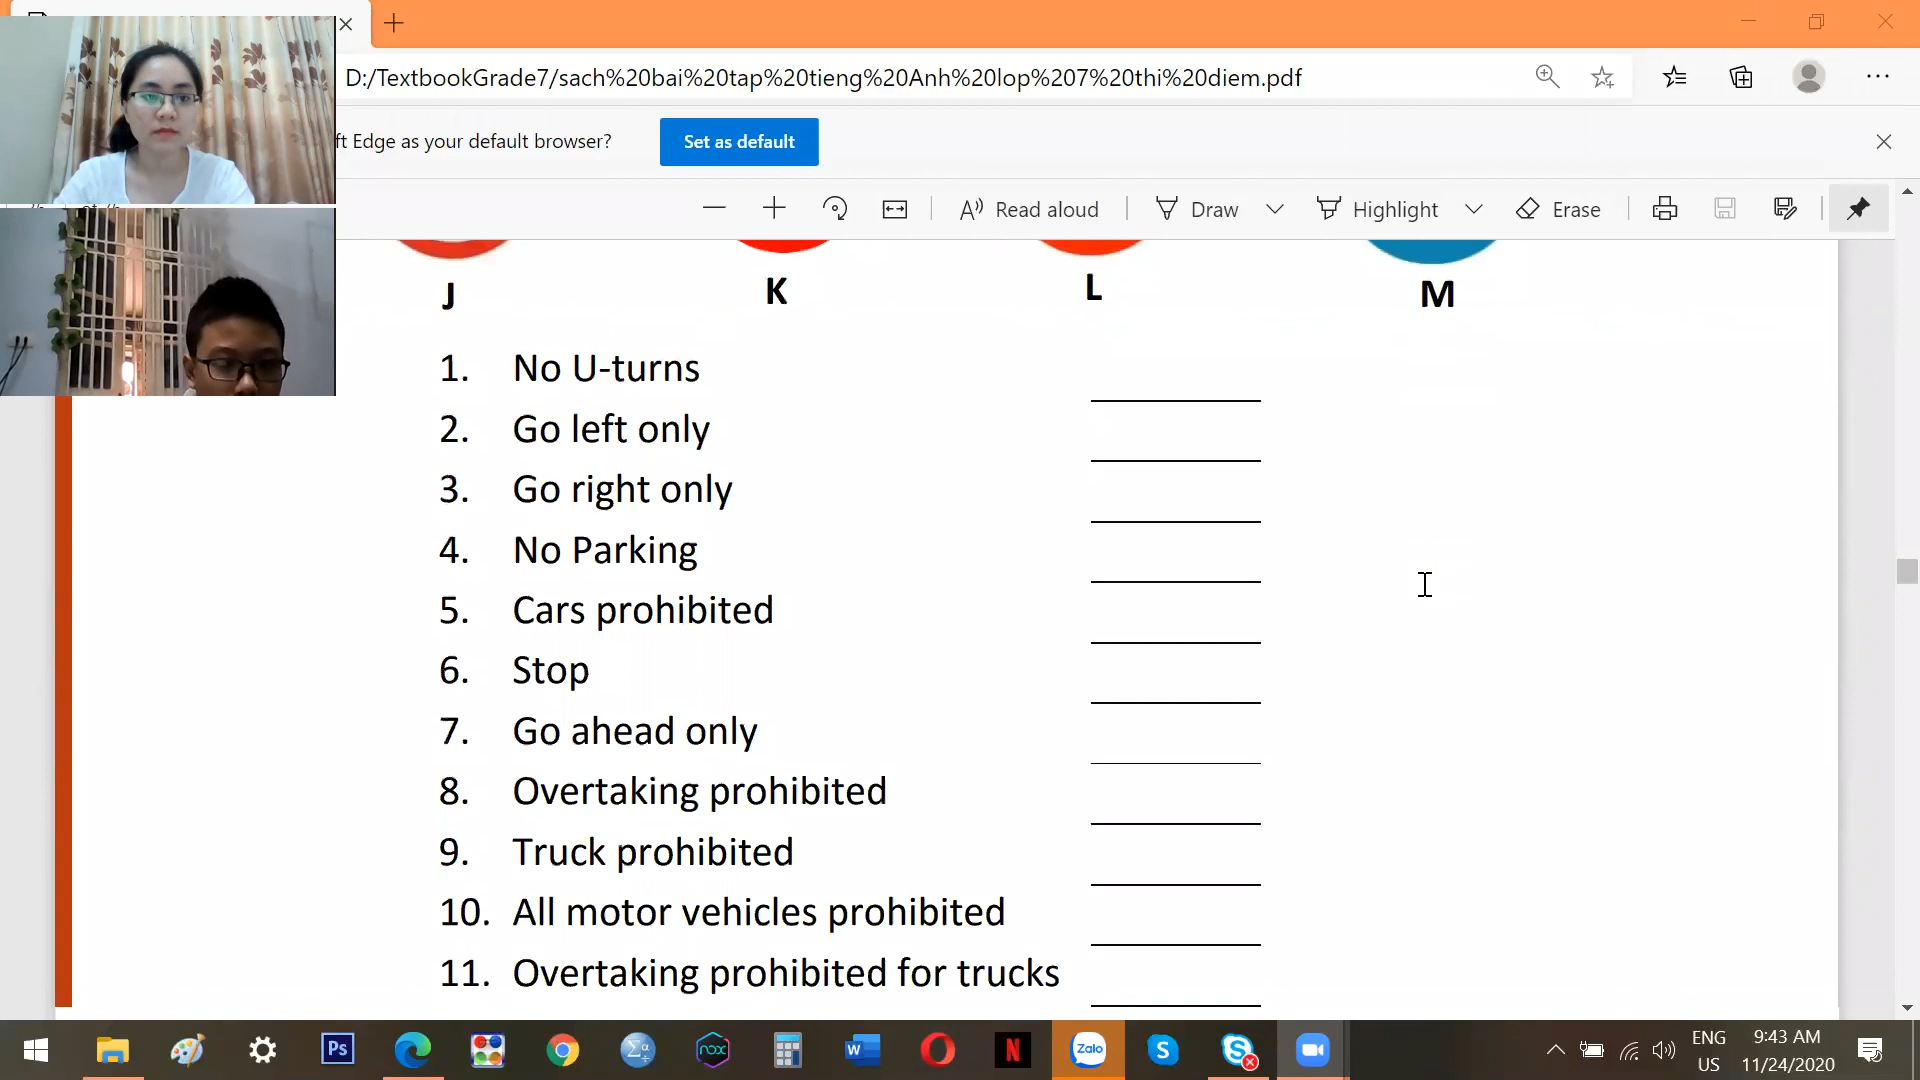 D:/TextbookGrade7/sach%20bai%20tap%20tieng%20Anh%20lop%207%20thi%20diem.pdf
ft Edge as your default browser?
Set as default
Read aloud
Draw
Highlight
Erase
J
K
L
M
1. No U-turns
2. Go left only
3. Go right only
4. No Parking
5. Cars prohibited
6. Stop
7. Go ahead only
8. Overtaking prohibited
9. Truck prohibited
10. All motor vehicles prohibited
11. Overtaking prohibited for trucks
Ps
nox
W
N
Zalo
S
S
ENG
US
9:43 AM
11/24/2020